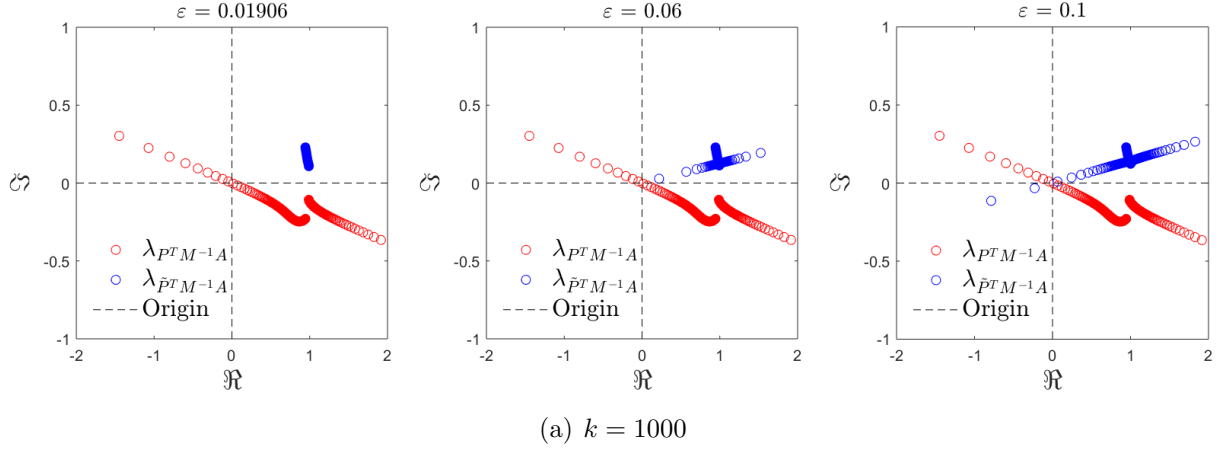 ε = 0.01906
1
0.5
0
-0.5
-1
ℑ
λ_{P^T M^{-1} A}
λ_{P̃^T M^{-1} A}
Origin
-2 -1 0 1 2
ℜ
ε = 0.06
1
0.5
0
-0.5
-1
ℑ
λ_{P^T M^{-1} A}
λ_{P̃^T M^{-1} A}
Origin
-2 -1 0 1 2
ℜ
ε = 0.1
1
0.5
0
-0.5
-1
ℑ
λ_{P^T M^{-1} A}
λ_{P̃^T M^{-1} A}
Origin
-2 -1 0 1 2
ℜ
(a) k = 1000